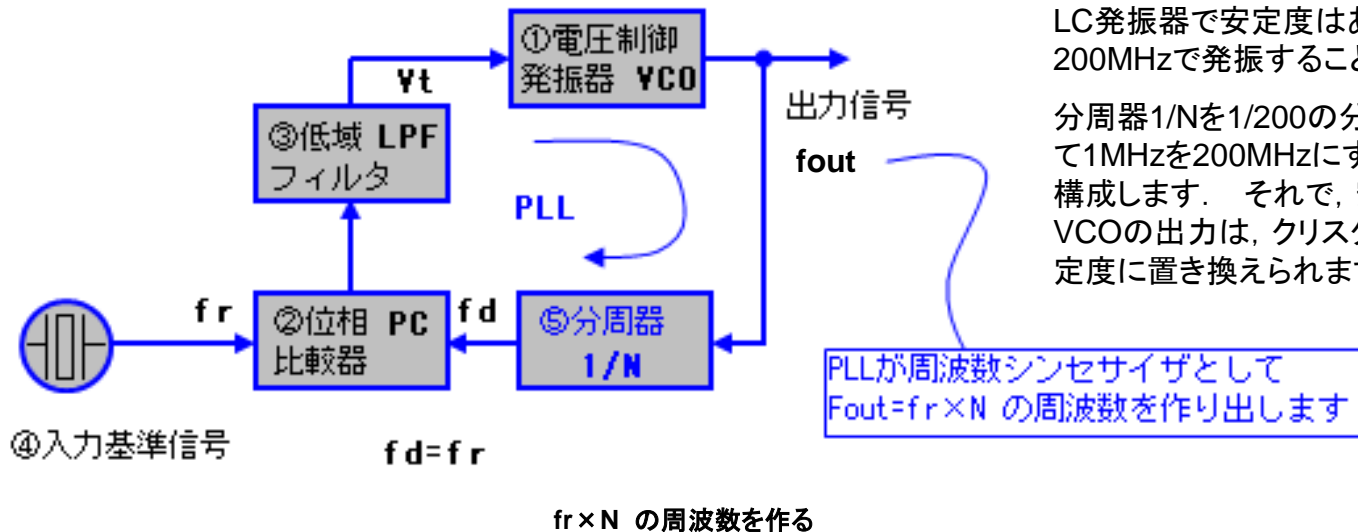 ①電圧制御
発振器 VCO
Vt
出力信号
fout
③低域 LPF
フィルタ
PLL
fr
②位相 PC
比較器
fd
⑤分周器
1/N
④入力基準信号
fd=fr
PLLが周波数シンセサイザとして
Fout=fr×N の周波数を作り出します
fr×N の周波数を作る
LC発振器で安定度はあ
200MHzで発振すること
分周器1/Nを1/200の分
て1MHzを200MHzにす
構成します. それで,
VCOの出力は, クリスタ
定度に置き換えられます